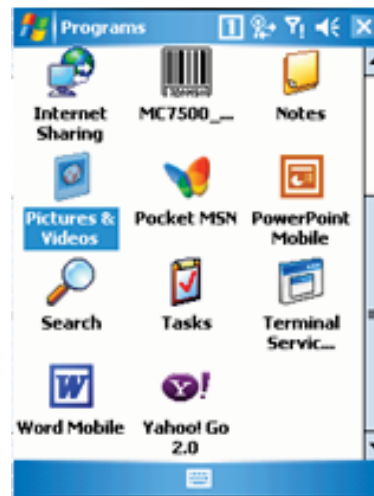 Programs
Internet Sharing
MC7500_...
Notes
Pictures & Videos
Pocket MSN
PowerPoint Mobile
Search
Tasks
Terminal Servic...
Word Mobile
Yahoo! Go 2.0